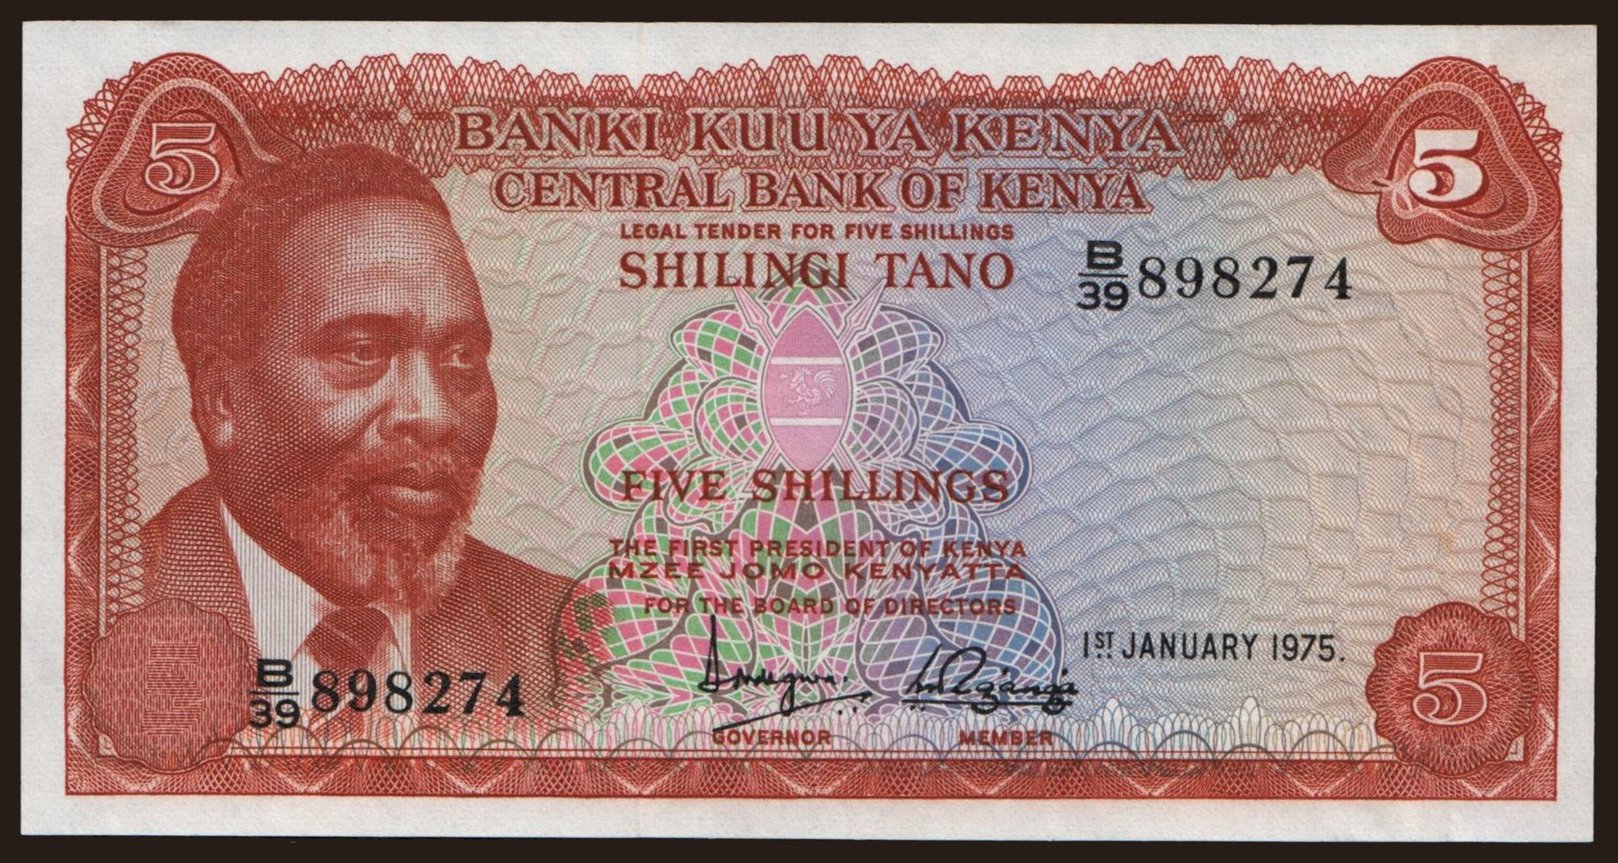 5
5
BANKI KUU YA KENYA
CENTRAL BANK OF KENYA
LEGAL TENDER FOR FIVE SHILLINGS
SHILINGI TANO
B/39 898274
FIVE SHILLINGS
THE FIRST PRESIDENT OF KENYA
MZEE JOMO KENYATTA
FOR THE BOARD OF DIRECTORS
1ST JANUARY 1975.
B/39 898274
GOVERNOR
MEMBER
5